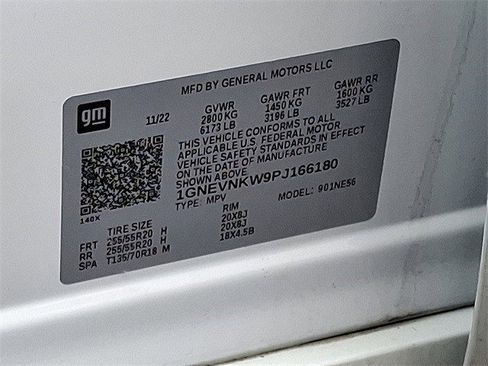 MFD BY GENERAL MOTORS LLC
gm
11/22
GVWR GAWR FRT GAWR RR
2800 KG 1450 KG 1600 KG
6173 LB 3196 LB 3527 LB
THIS VEHICLE CONFORMS TO ALL
APPLICABLE U.S. FEDERAL MOTOR
VEHICLE SAFETY STANDARDS IN EFFECT
ON THE DATE OF MANUFACTURE
SHOWN ABOVE
1GNEVNKW9PJ166180
TYPE: MPV MODEL: 901NE56
140X
TIRE SIZE RIM
FRT 255/55R20 H 20X8J
RR 255/55R20 H 20X8J
SPA T135/70R18 M 18X4.5B